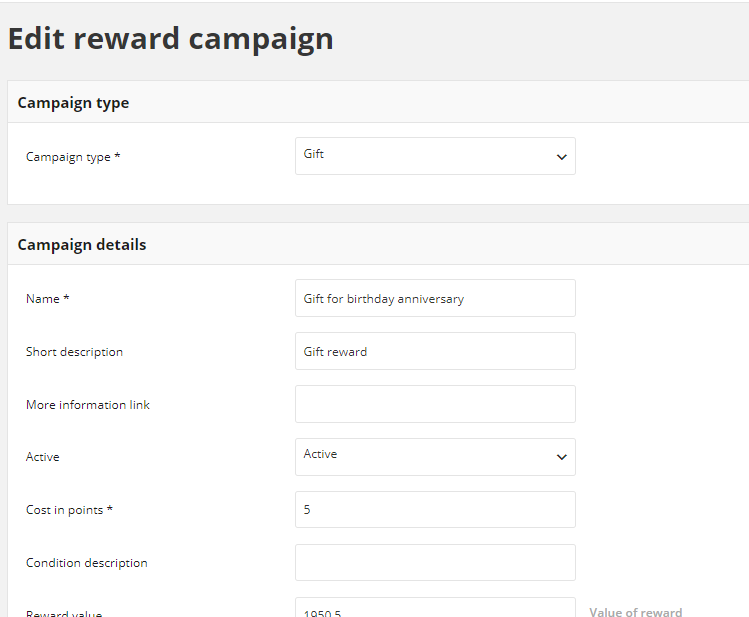 Edit reward campaign
Campaign type
Campaign type * Gift
Campaign details
Name * Gift for birthday anniversary
Short description Gift reward
More information link
Active Active
Cost in points * 5
Condition description
Reward value 1950.5 Value of reward